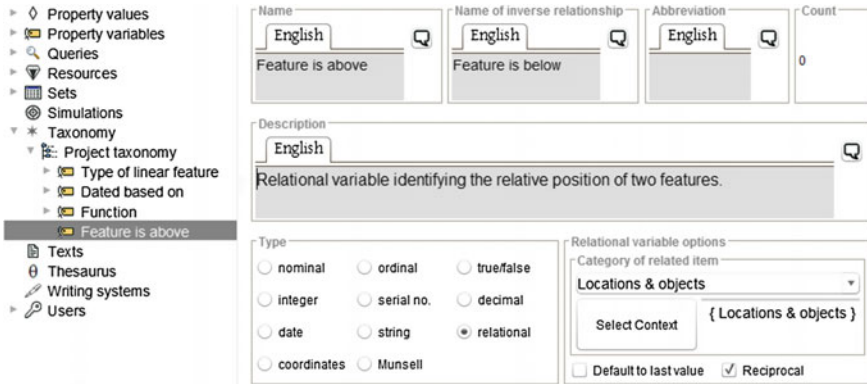 Property values
Property variables
Queries
Resources
Sets
Simulations
Taxonomy
Project taxonomy
Type of linear feature
Dated based on
Function
Feature is above
Texts
Thesaurus
Writing systems
Users
Name
English
Feature is above
Name of inverse relationship
English
Feature is below
Abbreviation
English
Count
0
Description
English
Relational variable identifying the relative position of two features.
Type
nominal ordinal true/false
integer serial no. decimal
date string relational
coordinates Munsell
Relational variable options
Category of related item
Locations & objects
Select Context { Locations & objects }
Default to last value Reciprocal